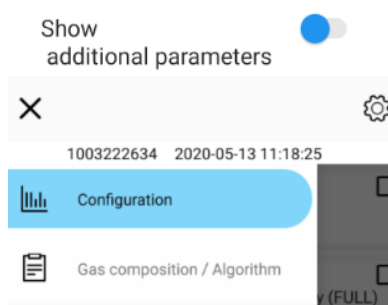 Show
additional parameters
1003222634 2020-05-13 11:18:25
Configuration
Gas composition / Algorithm
(FULL)